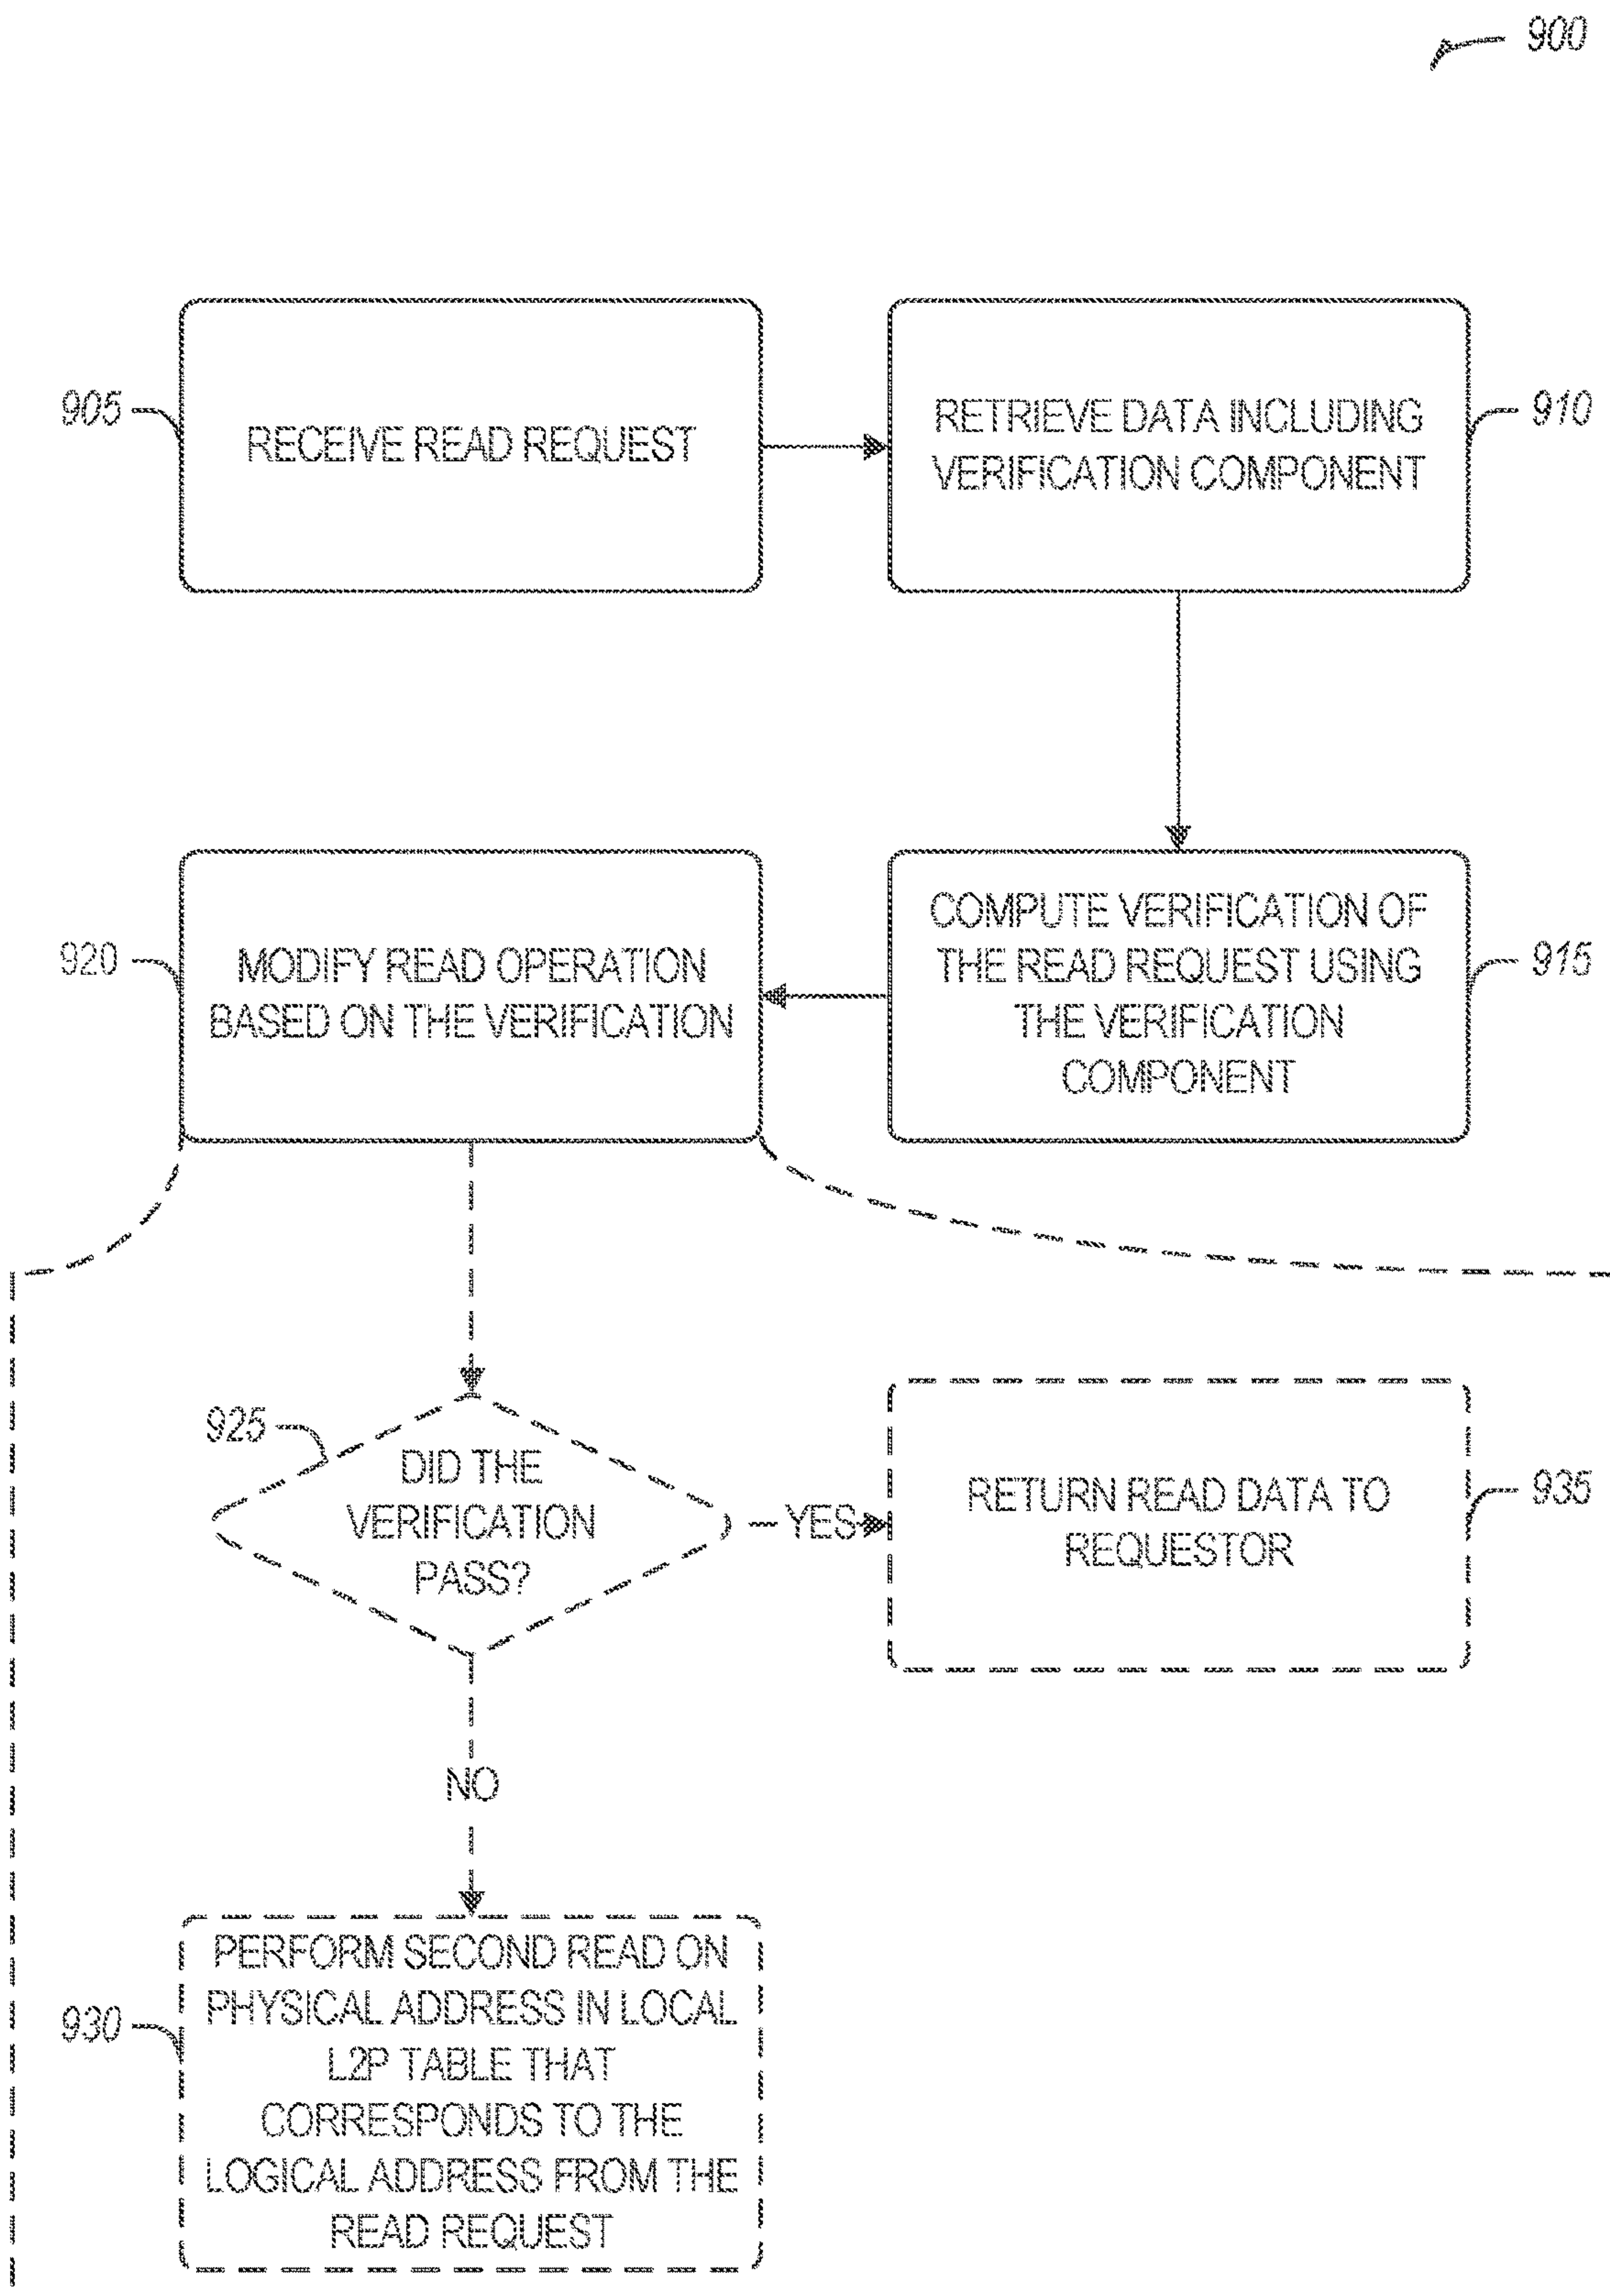 900
905
RECEIVE READ REQUEST
RETRIEVE DATA INCLUDING
VERIFICATION COMPONENT
910
920
MODIFY READ OPERATION
BASED ON THE VERIFICATION
COMPUTE VERIFICATION OF
THE READ REQUEST USING
THE VERIFICATION
COMPONENT
915
925
DID THE
VERIFICATION
PASS?
YES
RETURN READ DATA TO
REQUESTOR
935
NO
930
PERFORM SECOND READ ON
PHYSICAL ADDRESS IN LOCAL
L2P TABLE THAT
CORRESPONDS TO THE
LOGICAL ADDRESS FROM THE
READ REQUEST